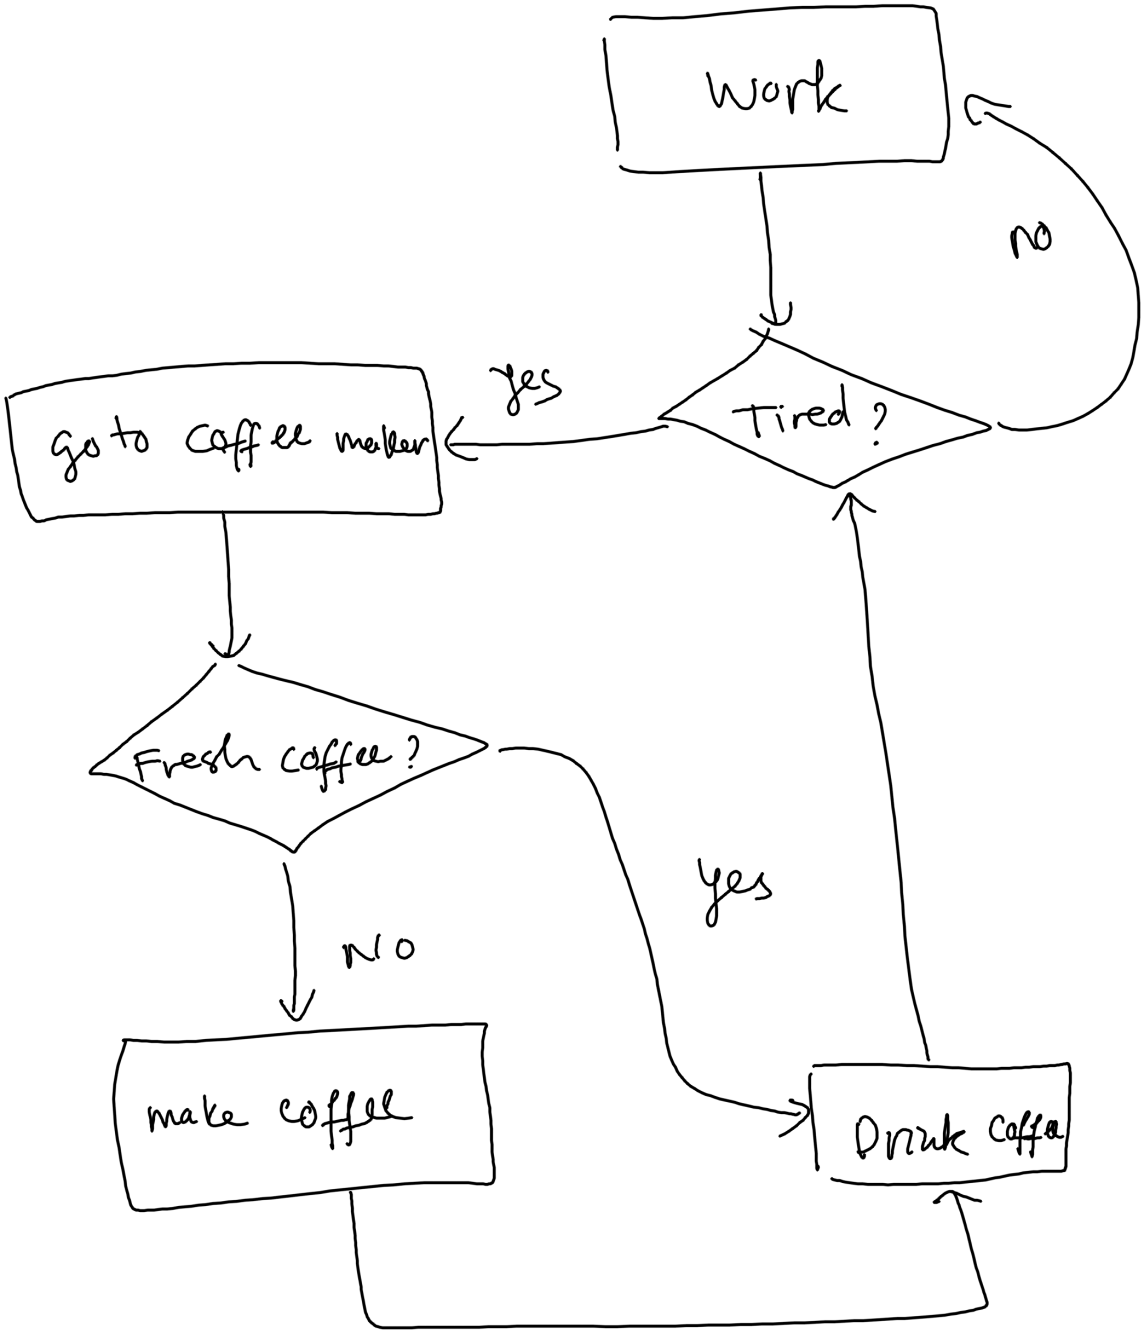 Work
no
yes
Tired?
go to coffee maker
Fresh coffee?
yes
NO
make coffee
Drink Coffee